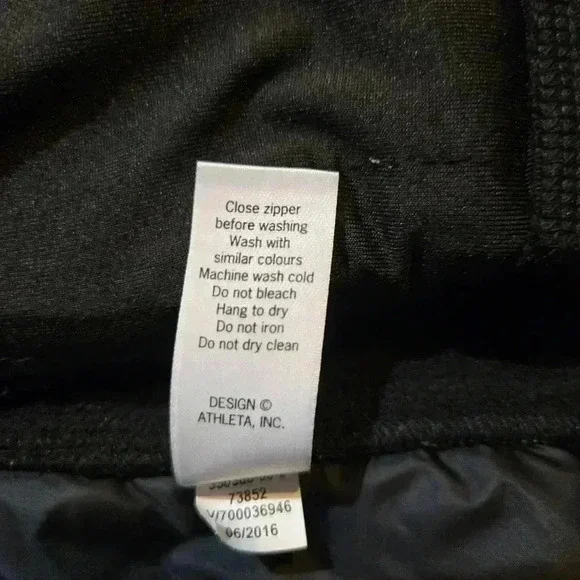 Close zipper
before washing
Wash with
similar colours
Machine wash cold
Do not bleach
Hang to dry
Do not iron
Do not dry clean
DESIGN ©
ATHLETA, INC.
73852
V/700036946
06/2016